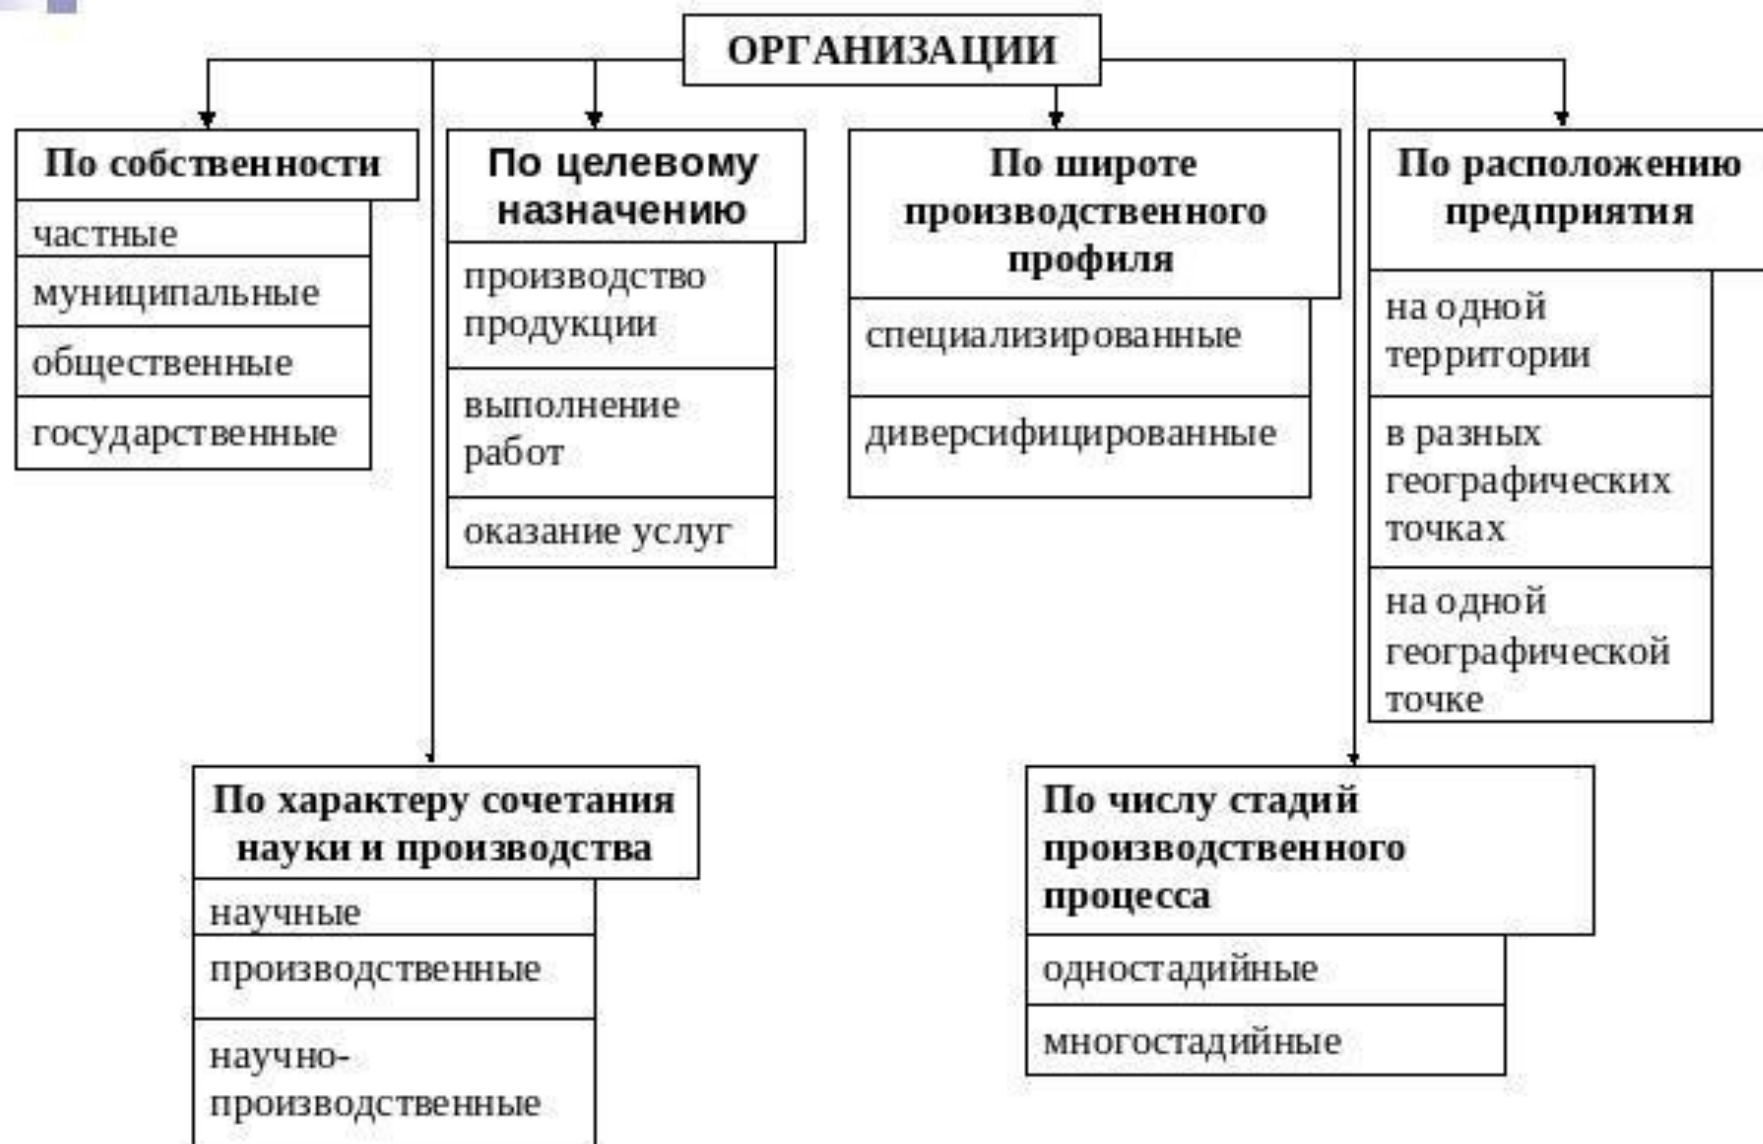 ОРГАНИЗАЦИИ
По собственности
частные
муниципальные
общественные
государственные
По целевому
назначению
производство
продукции
выполнение
работ
оказание услуг
По широте
производственного
профиля
специализированные
диверсифицированные
По расположению
предприятия
на одной
территории
в разных
географических
точках
на одной
географической
точке
По характеру сочетания
науки и производства
научные
производственные
научно-
производственные
По числу стадий
производственного
процесса
одностадийные
многостадийные